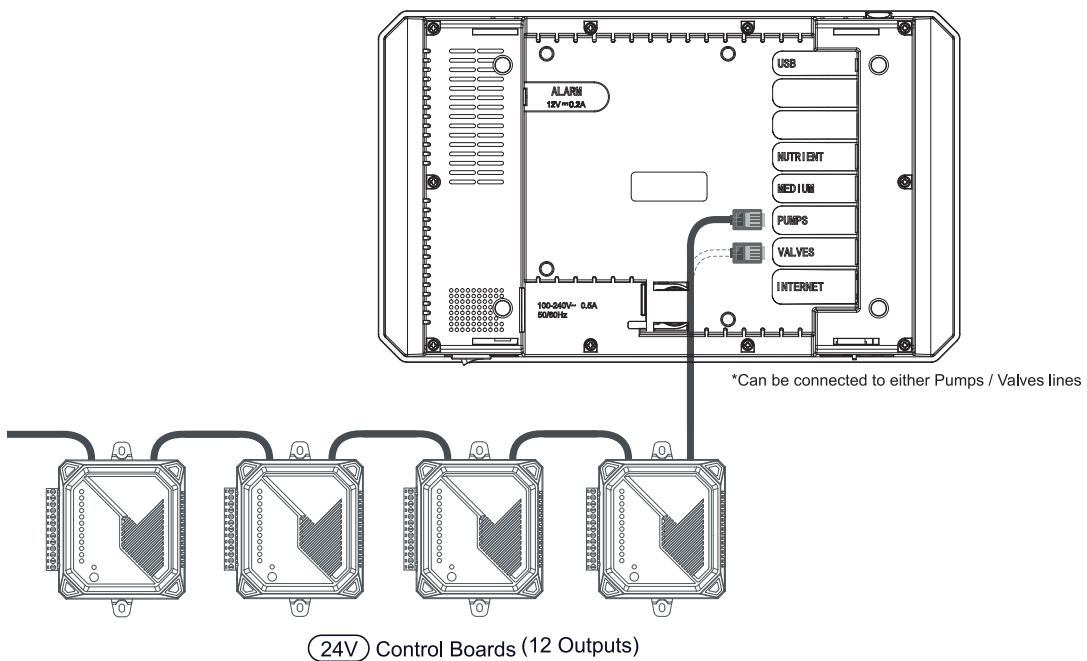 USB
ALARM
12V⎓0.2A
NUTRIENT
MEDIUM
PUMPS
VALVES
INTERNET
100-240V~ 0.5A
50/60Hz
*Can be connected to either Pumps / Valves lines
24V Control Boards (12 Outputs)